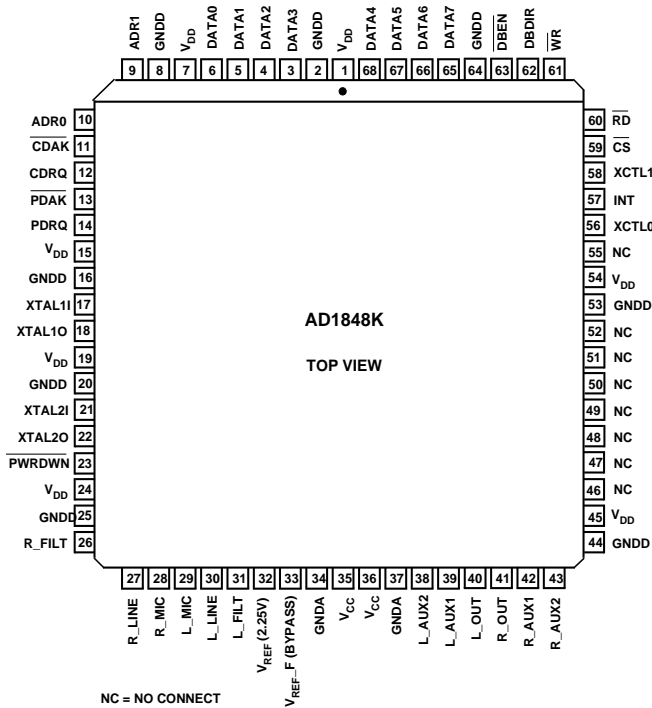 ADR1 GNDD VDD DATA0 DATA1 DATA2 DATA3 GNDD VDD DATA4 DATA5 DATA6 DATA7 GNDD DBEN DBDIR WR
9 8 7 6 5 4 3 2 1 68 67 66 65 64 63 62 61
ADR0 10
CDAK 11
CDRQ 12
PDAK 13
PDRQ 14
VDD 15
GNDD 16
XTAL1I 17
XTAL1O 18
VDD 19
GNDD 20
XTAL2I 21
XTAL2O 22
PWRDWN 23
VDD 24
GNDD 25
R_FILT 26
AD1848K
TOP VIEW
60 RD
59 CS
58 XCTL1
57 INT
56 XCTL0
55 NC
54 VDD
53 GNDD
52 NC
51 NC
50 NC
49 NC
48 NC
47 NC
46 NC
45 VDD
44 GNDD
27 28 29 30 31 32 33 34 35 36 37 38 39 40 41 42 43
R_LINE R_MIC L_MIC L_LINE L_FILT VREF (2.25V) VREF_F (BYPASS) GNDA VCC VCC GNDA L_AUX2 L_AUX1 L_OUT R_OUT R_AUX1 R_AUX2
NC = NO CONNECT